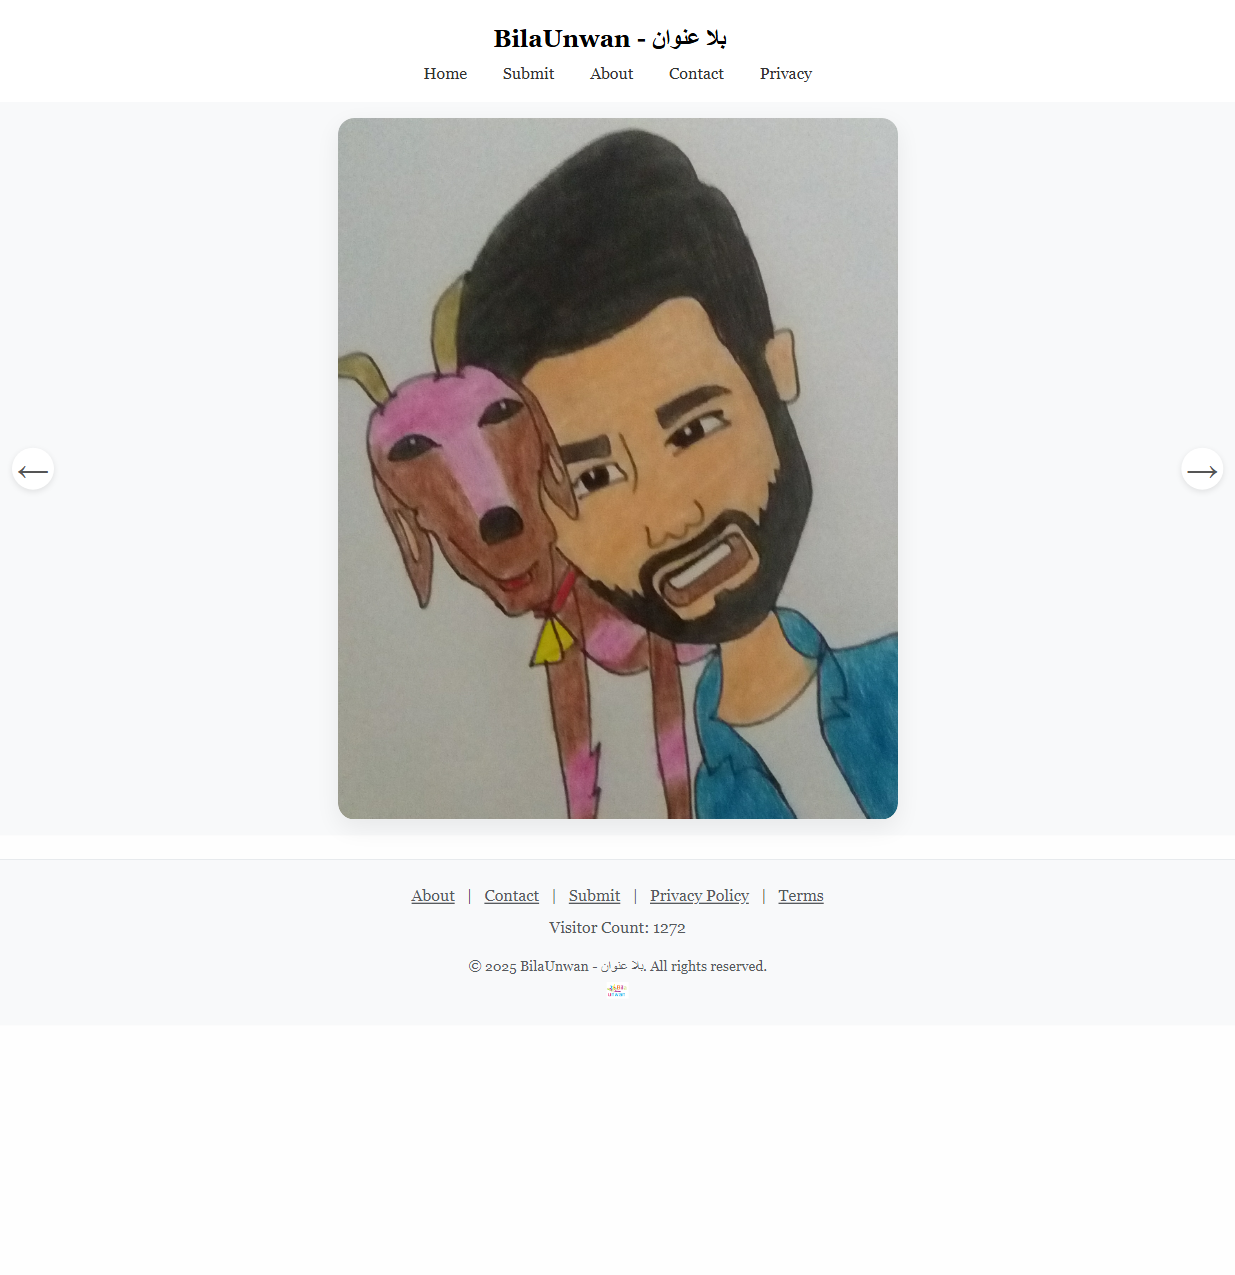 BilaUnwan - بلا عنوان
Home Submit About Contact Privacy
←
→
About | Contact | Submit | Privacy Policy | Terms
Visitor Count: 1272
© 2025 BilaUnwan - بلا عنوان. All rights reserved.